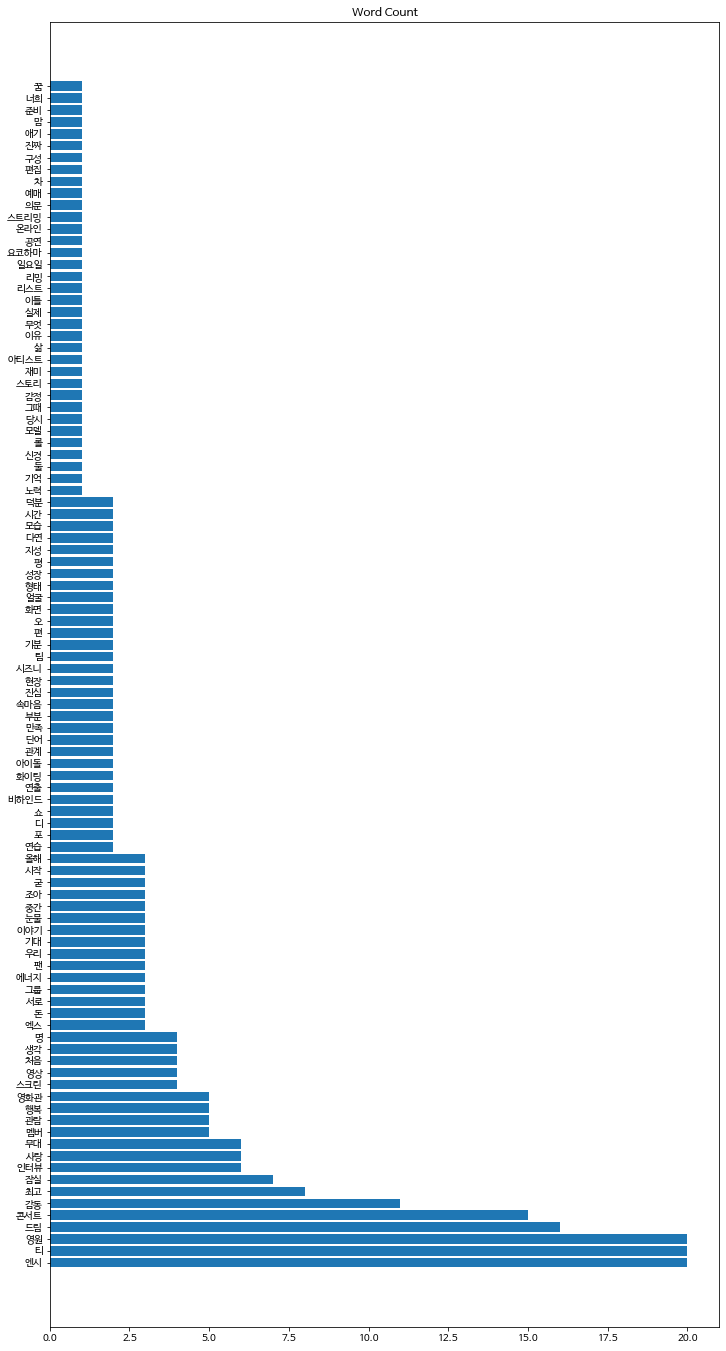 Word Count
꿈
너희
준비
맘
얘기
진짜
구성
편집
차
예매
의문
스트리밍
온라인
공연
요코하마
일요일
리밍
리스트
이틀
실제
무엇
이유
삶
아티스트
재미
스토리
감정
그때
당시
모델
롤
신경
둘
기억
노력
덕분
시간
모습
다면
지성
평
성장
형태
얼굴
화면
오
편
기분
팀
시즈니
현장
진심
속마음
부분
만족
단어
관계
아이돌
화이팅
연출
비하인드
쇼
디
포
연습
올해
시작
굳
조아
중간
눈물
이야기
기대
우리
팬
에너지
그룹
서로
돈
엑스
명
생각
처음
영상
스크린
영화관
행복
관람
멤버
무대
사랑
인터뷰
잠실
최고
감동
콘서트
드림
영원
티
엔시
0.0 2.5 5.0 7.5 10.0 12.5 15.0 17.5 20.0